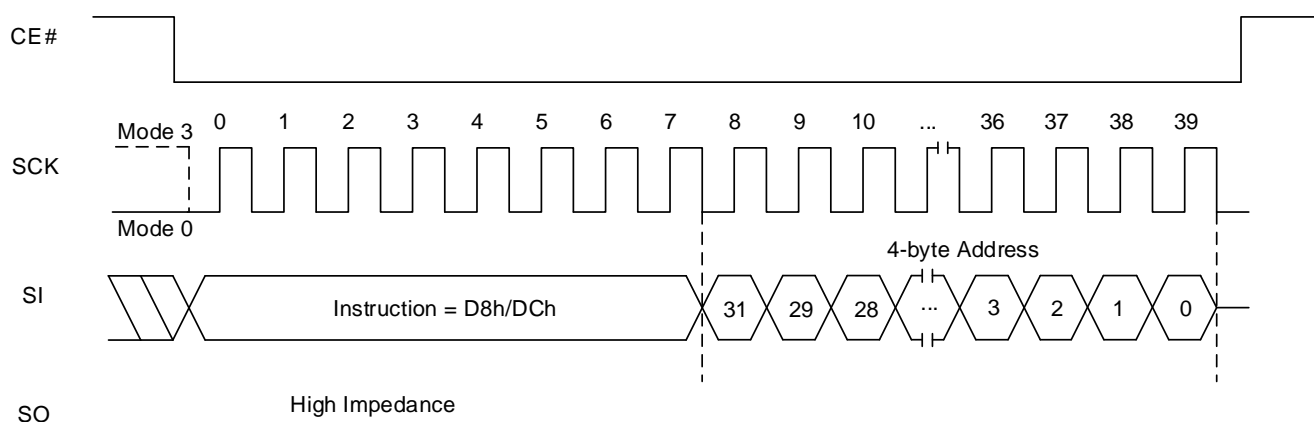 CE#
Mode 3
0 1 2 3 4 5 6 7 8 9 10 ... 36 37 38 39
SCK
Mode 0
4-byte Address
SI
Instruction = D8h/DCh
31 29 28 ... 3 2 1 0
High Impedance
SO